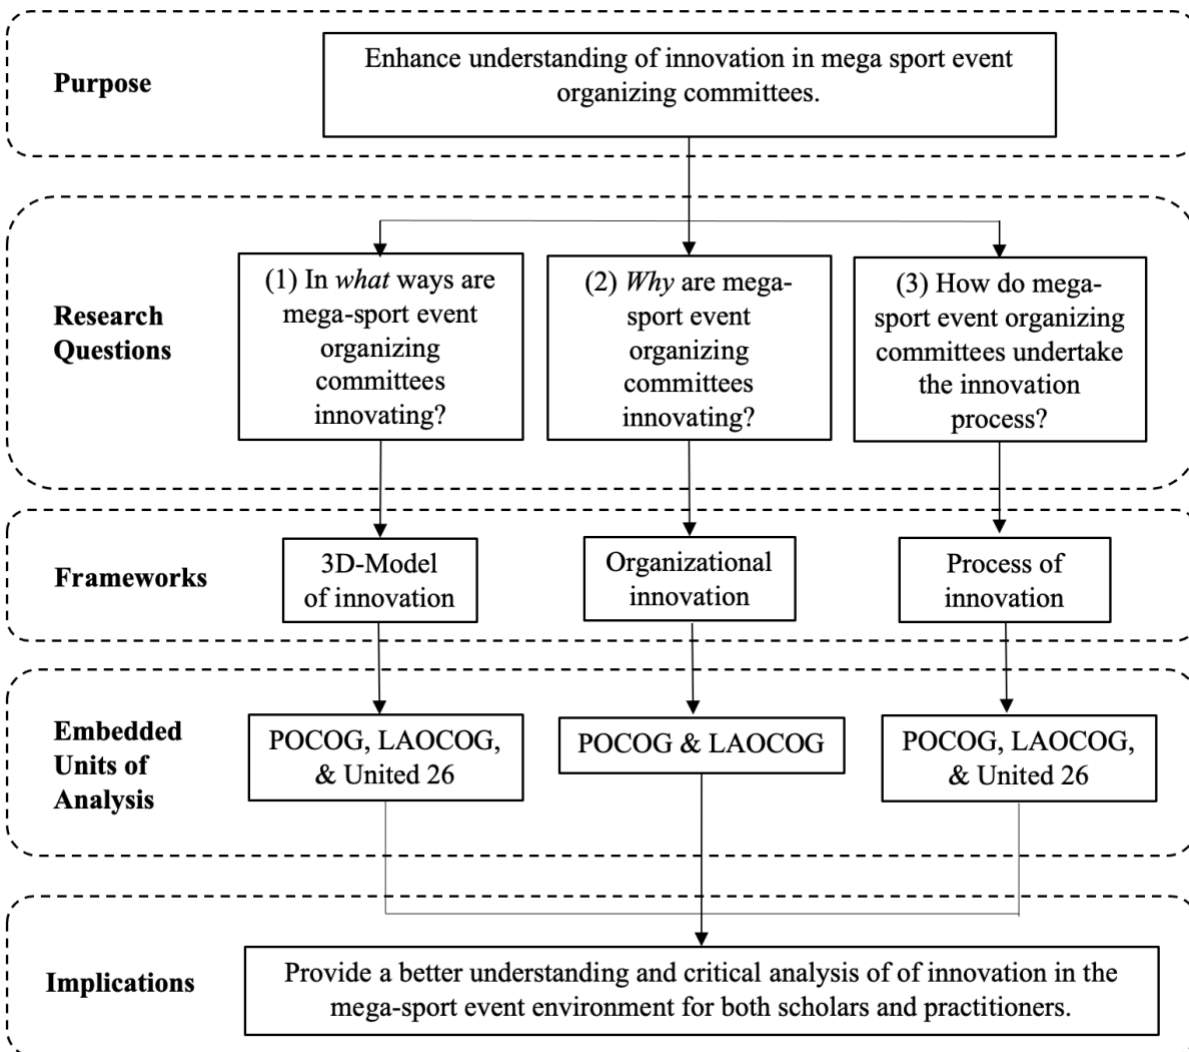 Purpose
Enhance understanding of innovation in mega sport event
organizing committees.
Research
Questions
(1) In what ways are
mega-sport event
organizing
committees
innovating?
(2) Why are mega-
sport event
organizing
committees
innovating?
(3) How do mega-
sport event organizing
committees undertake
the innovation
process?
Frameworks
3D-Model
of innovation
Organizational
innovation
Process of
innovation
Embedded
Units of
Analysis
POCOG, LAOCOG,
& United 26
POCOG & LAOCOG
POCOG, LAOCOG,
& United 26
Implications
Provide a better understanding and critical analysis of of innovation in the
mega-sport event environment for both scholars and practitioners.